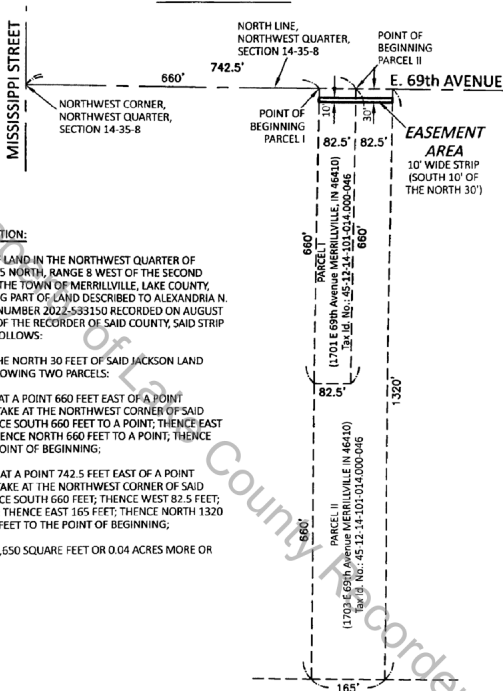 MISSISSIPPI STREET
NORTH LINE,
NORTHWEST QUARTER,
SECTION 14-35-8
POINT OF
BEGINNING
PARCEL II
742.5'
660'
E. 69th AVENUE
NORTHWEST CORNER,
NORTHWEST QUARTER,
SECTION 14-35-8
POINT OF
BEGINNING
PARCEL I
10'
30'
82.5'
82.5'
EASEMENT
AREA
10' WIDE STRIP
(SOUTH 10' OF
THE NORTH 30')
660'
PARCEL I
(1701 E 69th Avenue MERRILLVILLE, IN 46410)
Tax Id. No.: 45-12-14-101-014.000-046
660'
82.5'
1320'
TION:
F LAND IN THE NORTHWEST QUARTER OF
5 NORTH, RANGE 8 WEST OF THE SECOND
THE TOWN OF MERRILLVILLE, LAKE COUNTY,
G PART OF LAND DESCRIBED TO ALEXANDRIA N.
NUMBER 2022-533150 RECORDED ON AUGUST
OF THE RECORDER OF SAID COUNTY, SAID STRIP
OLLOWS:
HE NORTH 30 FEET OF SAID JACKSON LAND
LOWING TWO PARCELS:
AT A POINT 660 FEET EAST OF A POINT
TAKE AT THE NORTHWEST CORNER OF SAID
CE SOUTH 660 FEET TO A POINT; THENCE EAST
ENCE NORTH 660 FEET TO A POINT; THENCE
OINT OF BEGINNING;
AT A POINT 742.5 FEET EAST OF A POINT
TAKE AT THE NORTHWEST CORNER OF SAID
CE SOUTH 660 FEET; THENCE WEST 82.5 FEET;
THENCE EAST 165 FEET; THENCE NORTH 1320
FEET TO THE POINT OF BEGINNING;
,650 SQUARE FEET OR 0.04 ACRES MORE OR
660'
PARCEL II
(1703 E 69th Avenue MERRILLVILLE IN 46410)
Tax Id. No.: 45-12-14-101-014.000-046
165'
Property of Lake County Recorder